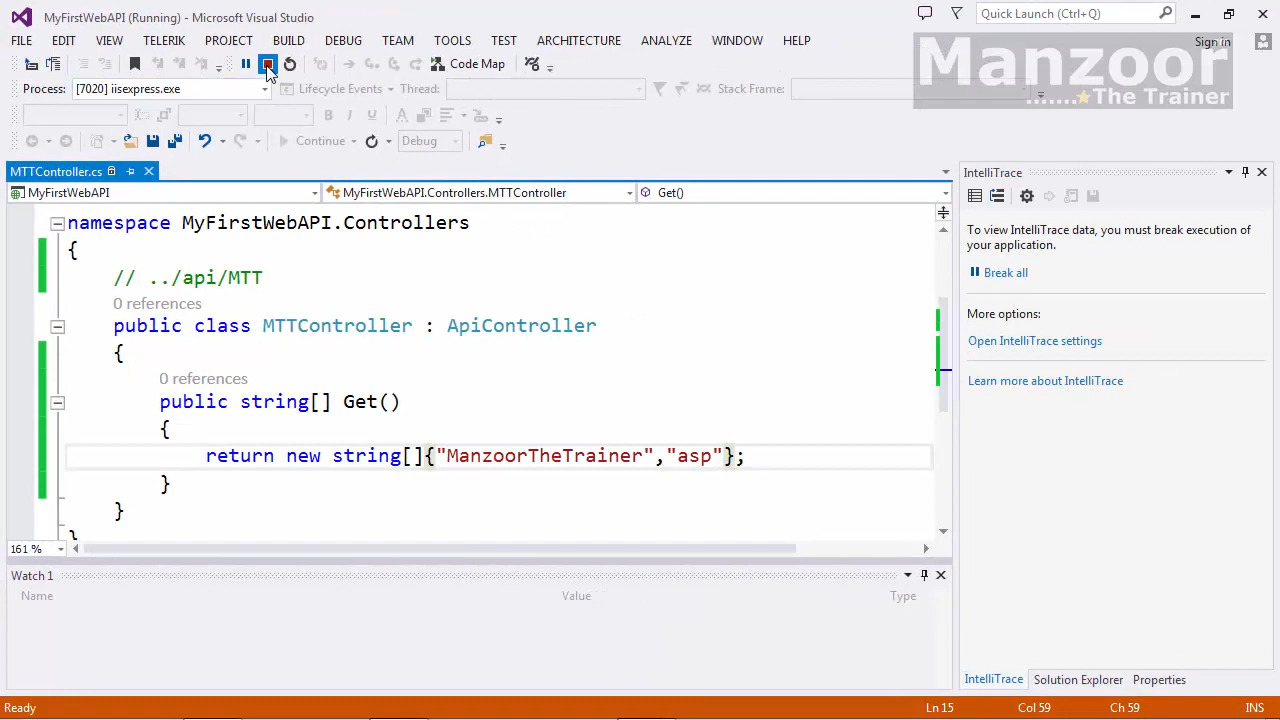 MyFirstWebAPI (Running) - Microsoft Visual Studio
Quick Launch (Ctrl+Q)
FILE EDIT VIEW TELERIK PROJECT BUILD DEBUG TEAM TOOLS TEST ARCHITECTURE ANALYZE WINDOW HELP
Sign in
Manzoor
.......The Trainer
Code Map
Process: [7020] iisexpress.exe Lifecycle Events Thread: Stack Frame:
Continue Debug
MTTController.cs
MyFirstWebAPI MyFirstWebAPI.Controllers.MTTController Get()
namespace MyFirstWebAPI.Controllers
{
// ../api/MTT
0 references
public class MTTController : ApiController
{
0 references
public string[] Get()
{
return new string[]{"ManzoorTheTrainer","asp"};
}
}
}
161 %
Watch 1
Name Value Type
IntelliTrace
To view IntelliTrace data, you must break execution of
your application.
Break all
More options:
Open IntelliTrace settings
Learn more about IntelliTrace
IntelliTrace Solution Explorer Properties
Ready Ln 15 Col 59 Ch 59 INS